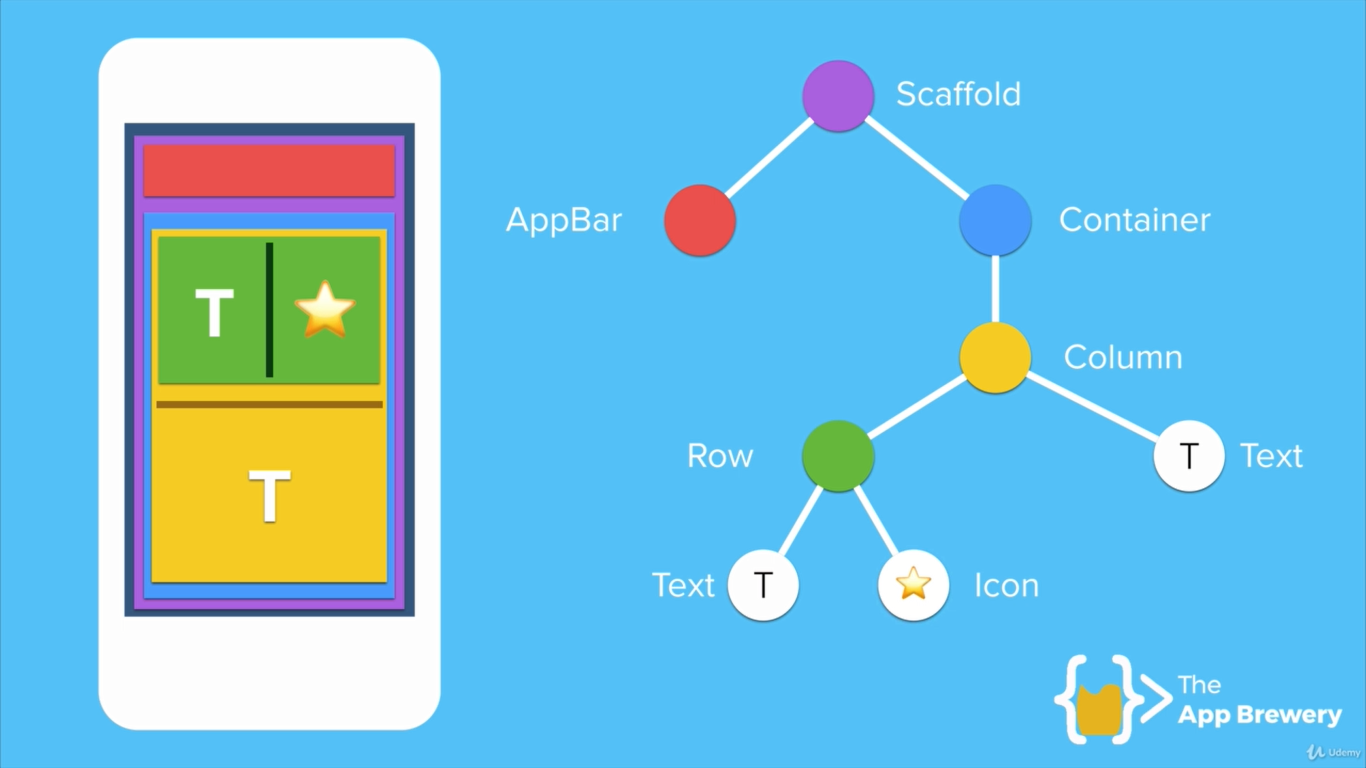 Scaffold
AppBar
Container
T
Column
Row
T
Text
T
Text
T
Icon
The
App Brewery
Udemy